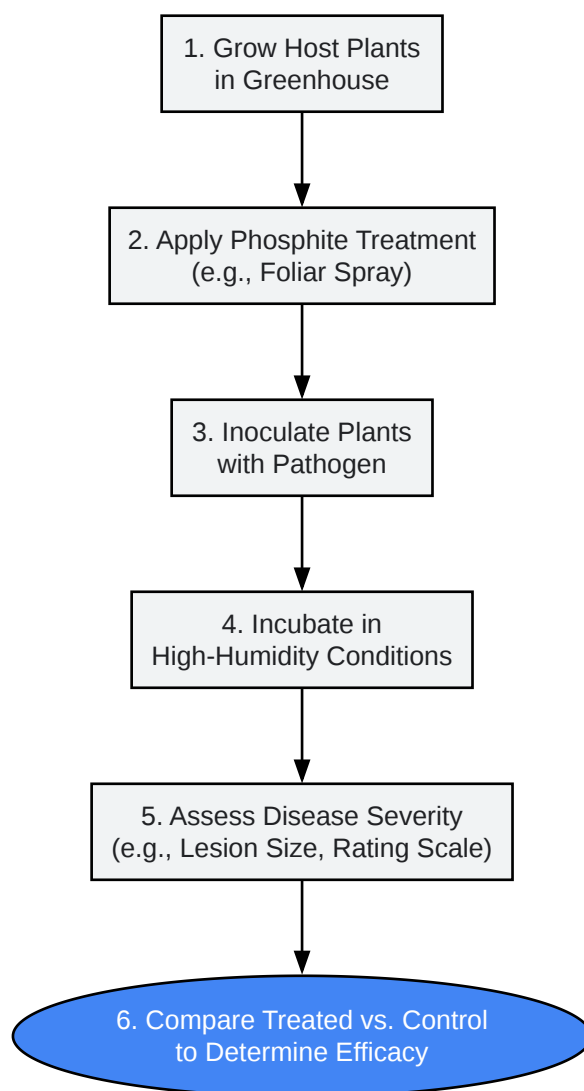 1. Grow Host Plants
in Greenhouse
2. Apply Phosphite Treatment
(e.g., Foliar Spray)
3. Inoculate Plants
with Pathogen
4. Incubate in
High-Humidity Conditions
5. Assess Disease Severity
(e.g., Lesion Size, Rating Scale)
6. Compare Treated vs. Control
to Determine Efficacy